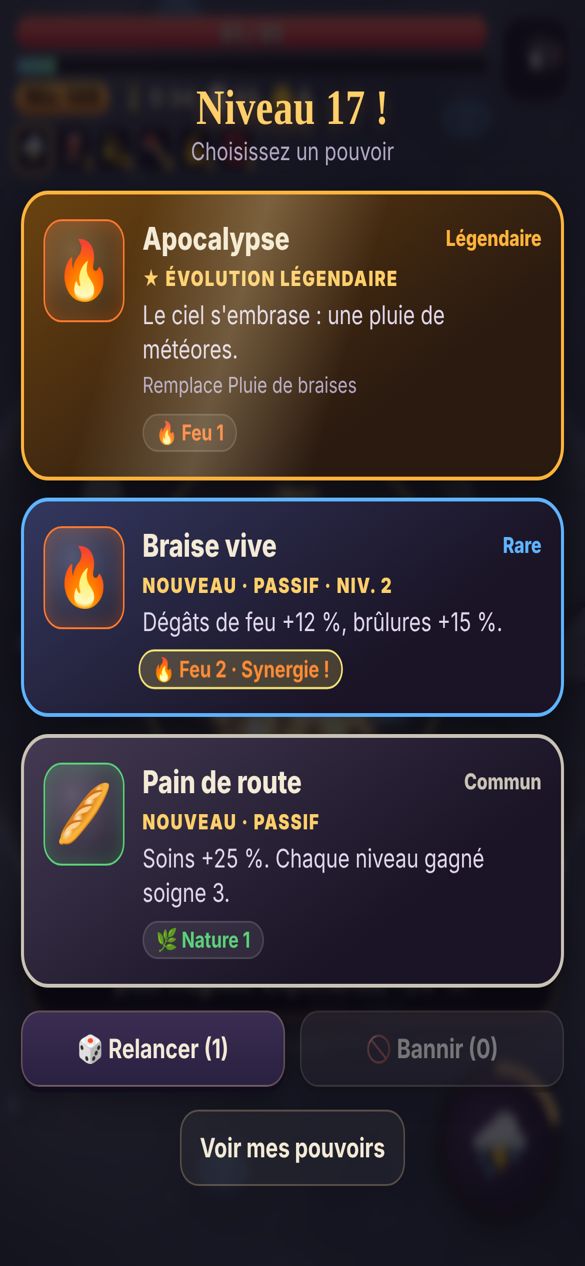 Niveau 17 !
Choisissez un pouvoir
Apocalypse
Légendaire
★ ÉVOLUTION LÉGENDAIRE
Le ciel s'embrase : une pluie de
météores.
Remplace Pluie de braises
🔥 Feu 1
Braise vive
Rare
NOUVEAU · PASSIF · NIV. 2
Dégâts de feu +12 %, brûlures +15 %.
🔥 Feu 2 · Synergie !
Pain de route
Commun
NOUVEAU · PASSIF
Soins +25 %. Chaque niveau gagné
soigne 3.
🌿 Nature 1
🎲 Relancer (1)
🚫 Bannir (0)
Voir mes pouvoirs